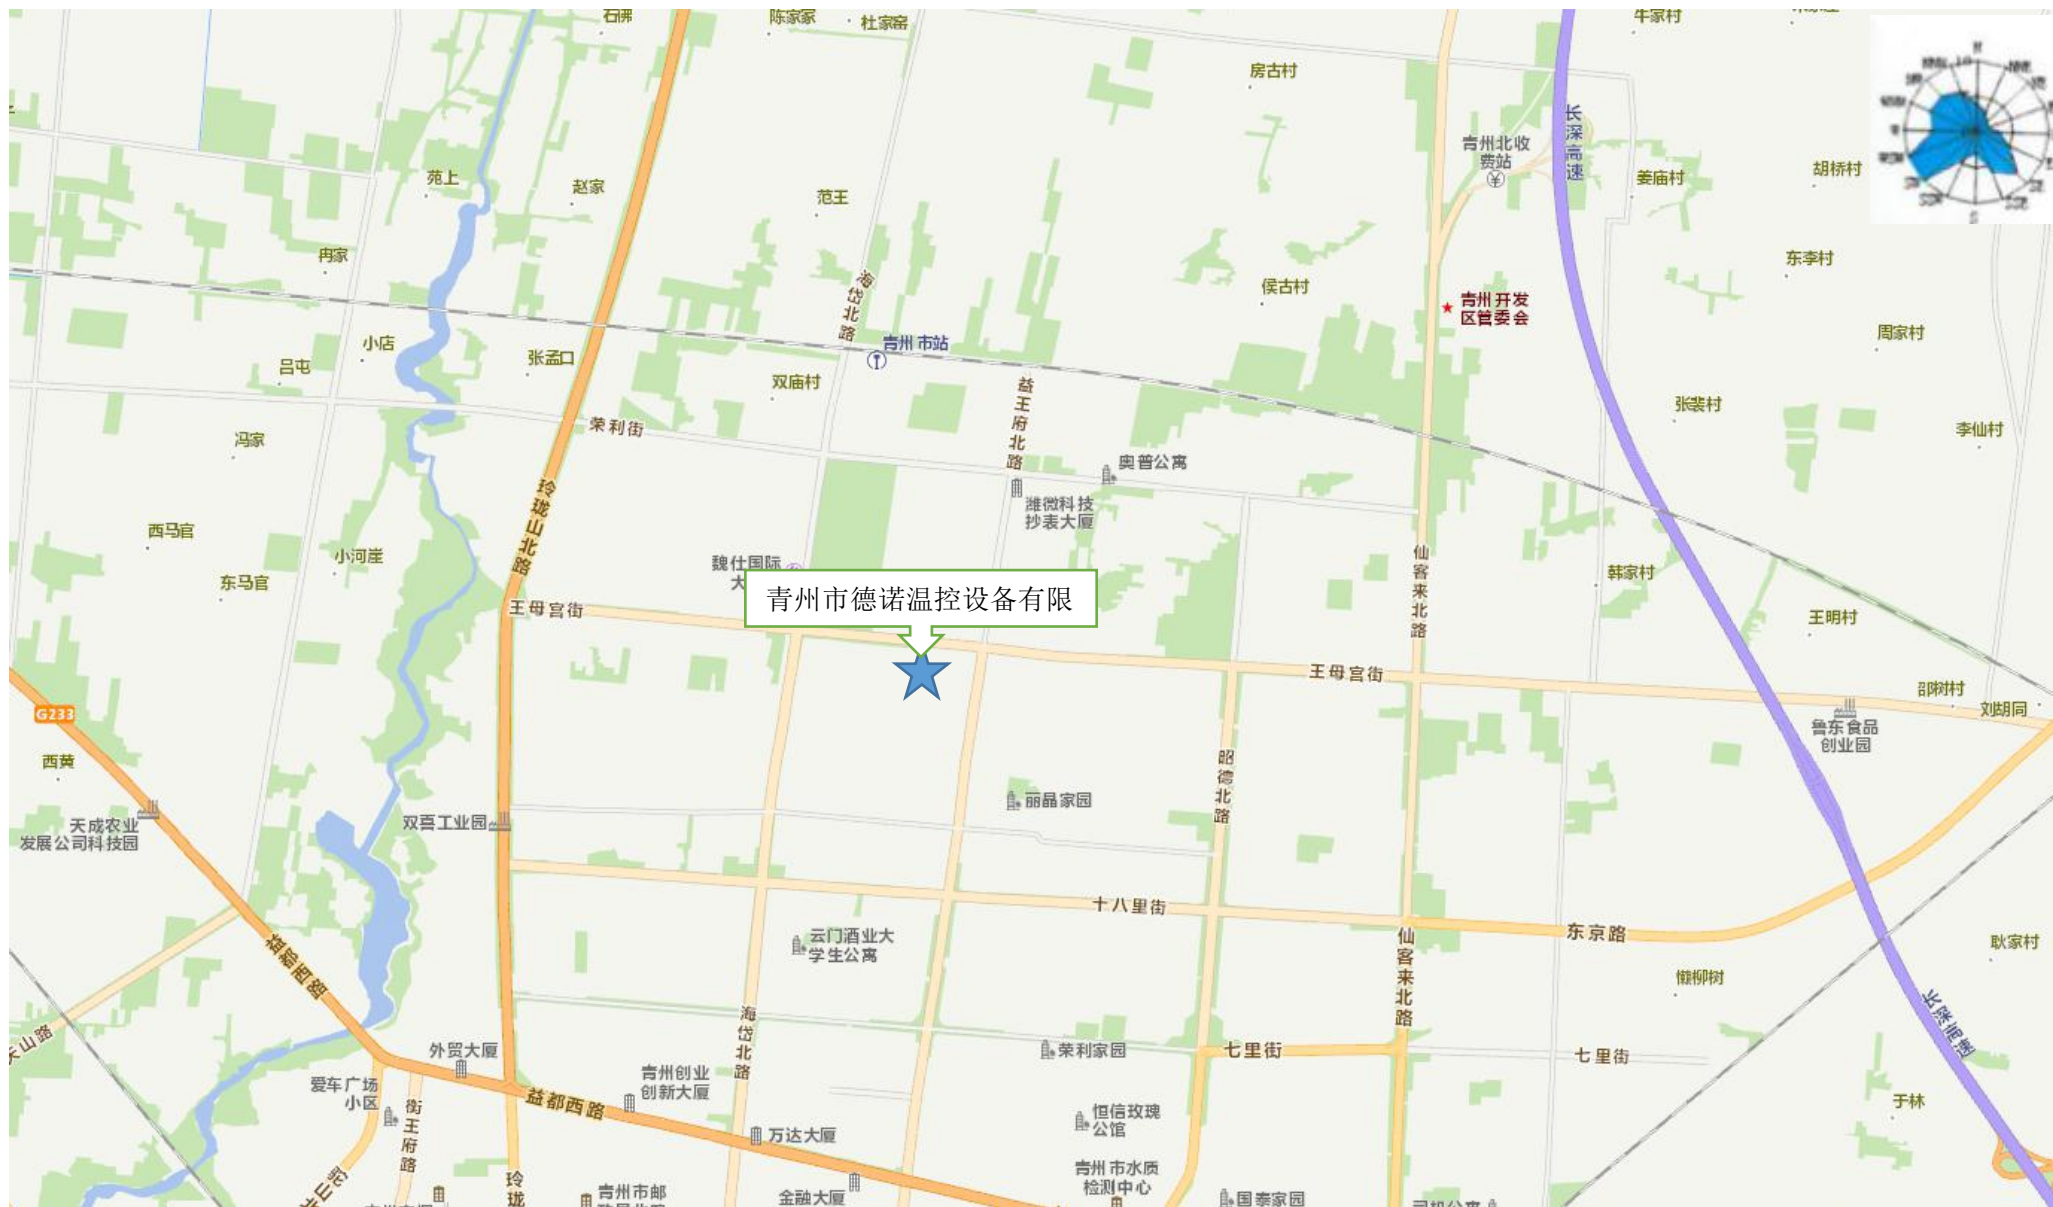 石佛
陈家冢
杜家窑
牛家村
房古村
N
长深高速
青州北收
费站
姜庙村
胡桥村
苑上
赵家
范王
冉家
东李村
海岱北路
侯古村
青州开发
区管委会
周家村
小店
青州市站
吕屯
张孟口
双庙村
益王府北路
张裴村
冯家
荣利街
李仙村
奥普公寓
玲珑山北路
潍微科技
抄表大厦
西马官
小河崖
东马官
魏仕国际
大
仙客来北路
韩家村
青州市德诺温控设备有限
王母宫街
王明村
王母宫街
邵树村
刘胡同
G233
鲁东食品
创业园
西黄
昭德北路
丽晶家园
天成农业
发展公司科技园
双喜工业园
十八里街
东京路
益都西路
云门酒业大
学生公寓
仙客来北路
耿家村
懒柳树
长深高速
海岱北路
山路
外贸大厦
荣利家园
七里街
七里街
青州创业
创新大厦
爱车广场
小区
益都西路
衡王府路
恒信玫瑰
公馆
于林
万达大厦
青州市水质
检测中心
玲珑
青州市邮
金融大厦
国泰家园
S
SSE
SE
SSW